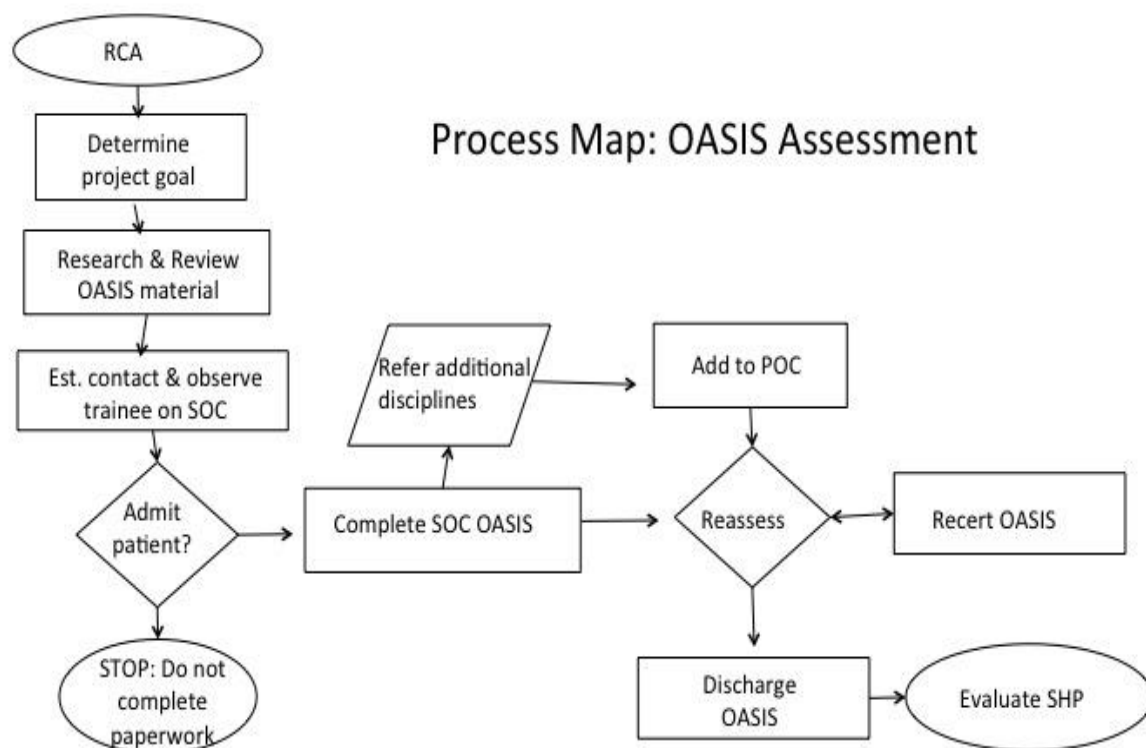 RCA
Process Map: OASIS Assessment
Determine
project goal
Research & Review
OASIS material
Est. contact & observe
trainee on SOC
Admit
patient?
STOP: Do not
complete
paperwork
Complete SOC OASIS
Refer additional
disciplines
Add to POC
Reassess
Recert OASIS
Discharge
OASIS
Evaluate SHP